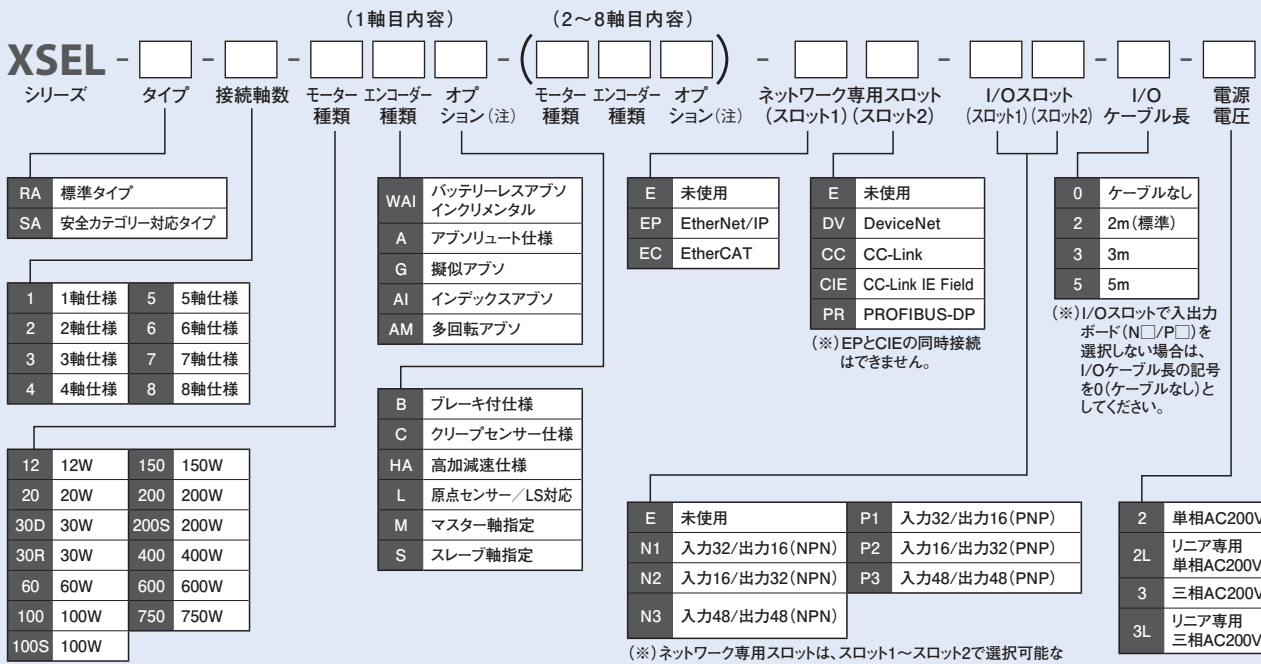 （1軸目内容）
（2～8軸目内容）
XSEL - - - - ( ) - - - -
シリーズ
タイプ
接続軸数
モーター種類
エンコーダー種類
オプション（注）
モーター種類
エンコーダー種類
オプション（注）
ネットワーク専用スロット
（スロット1）（スロット2）
I/Oスロット
（スロット1）（スロット2）
I/Oケーブル長
電源電圧
RA 標準タイプ
SA 安全カテゴリー対応タイプ
1 1軸仕様 5 5軸仕様
2 2軸仕様 6 6軸仕様
3 3軸仕様 7 7軸仕様
4 4軸仕様 8 8軸仕様
12 12W 150 150W
20 20W 200 200W
30D 30W 200S 200W
30R 30W 400 400W
60 60W 600 600W
100 100W 750 750W
100S 100W
WAI バッテリーレスアブソ
インクリメンタル
A アブソリュート仕様
G 擬似アブソ
AI インデックスアブソ
AM 多回転アブソ
B ブレーキ付仕様
C クリープセンサー仕様
HA 高加減速仕様
L 原点センサー／LS対応
M マスター軸指定
S スレーブ軸指定
E 未使用
EP EtherNet/IP
EC EtherCAT
E 未使用
DV DeviceNet
CC CC-Link
CIE CC-Link IE Field
PR PROFIBUS-DP
（※）EPとCIEの同時接続
はできません。
0 ケーブルなし
2 2m（標準）
3 3m
5 5m
（※）I/Oスロットで入出力
ボード（N□/P□）を
選択しない場合は、
I/Oケーブル長の記号
を0（ケーブルなし）と
してください。
E 未使用 P1 入力32/出力16（PNP）
N1 入力32/出力16（NPN） P2 入力16/出力32（PNP）
N2 入力16/出力32（NPN） P3 入力48/出力48（PNP）
N3 入力48/出力48（NPN）
（※）ネットワーク専用スロットは、スロット1～スロット2で選択可能な
2 単相AC200V
2L リニア専用
単相AC200V
3 三相AC200V
3L リニア専用
三相AC200V